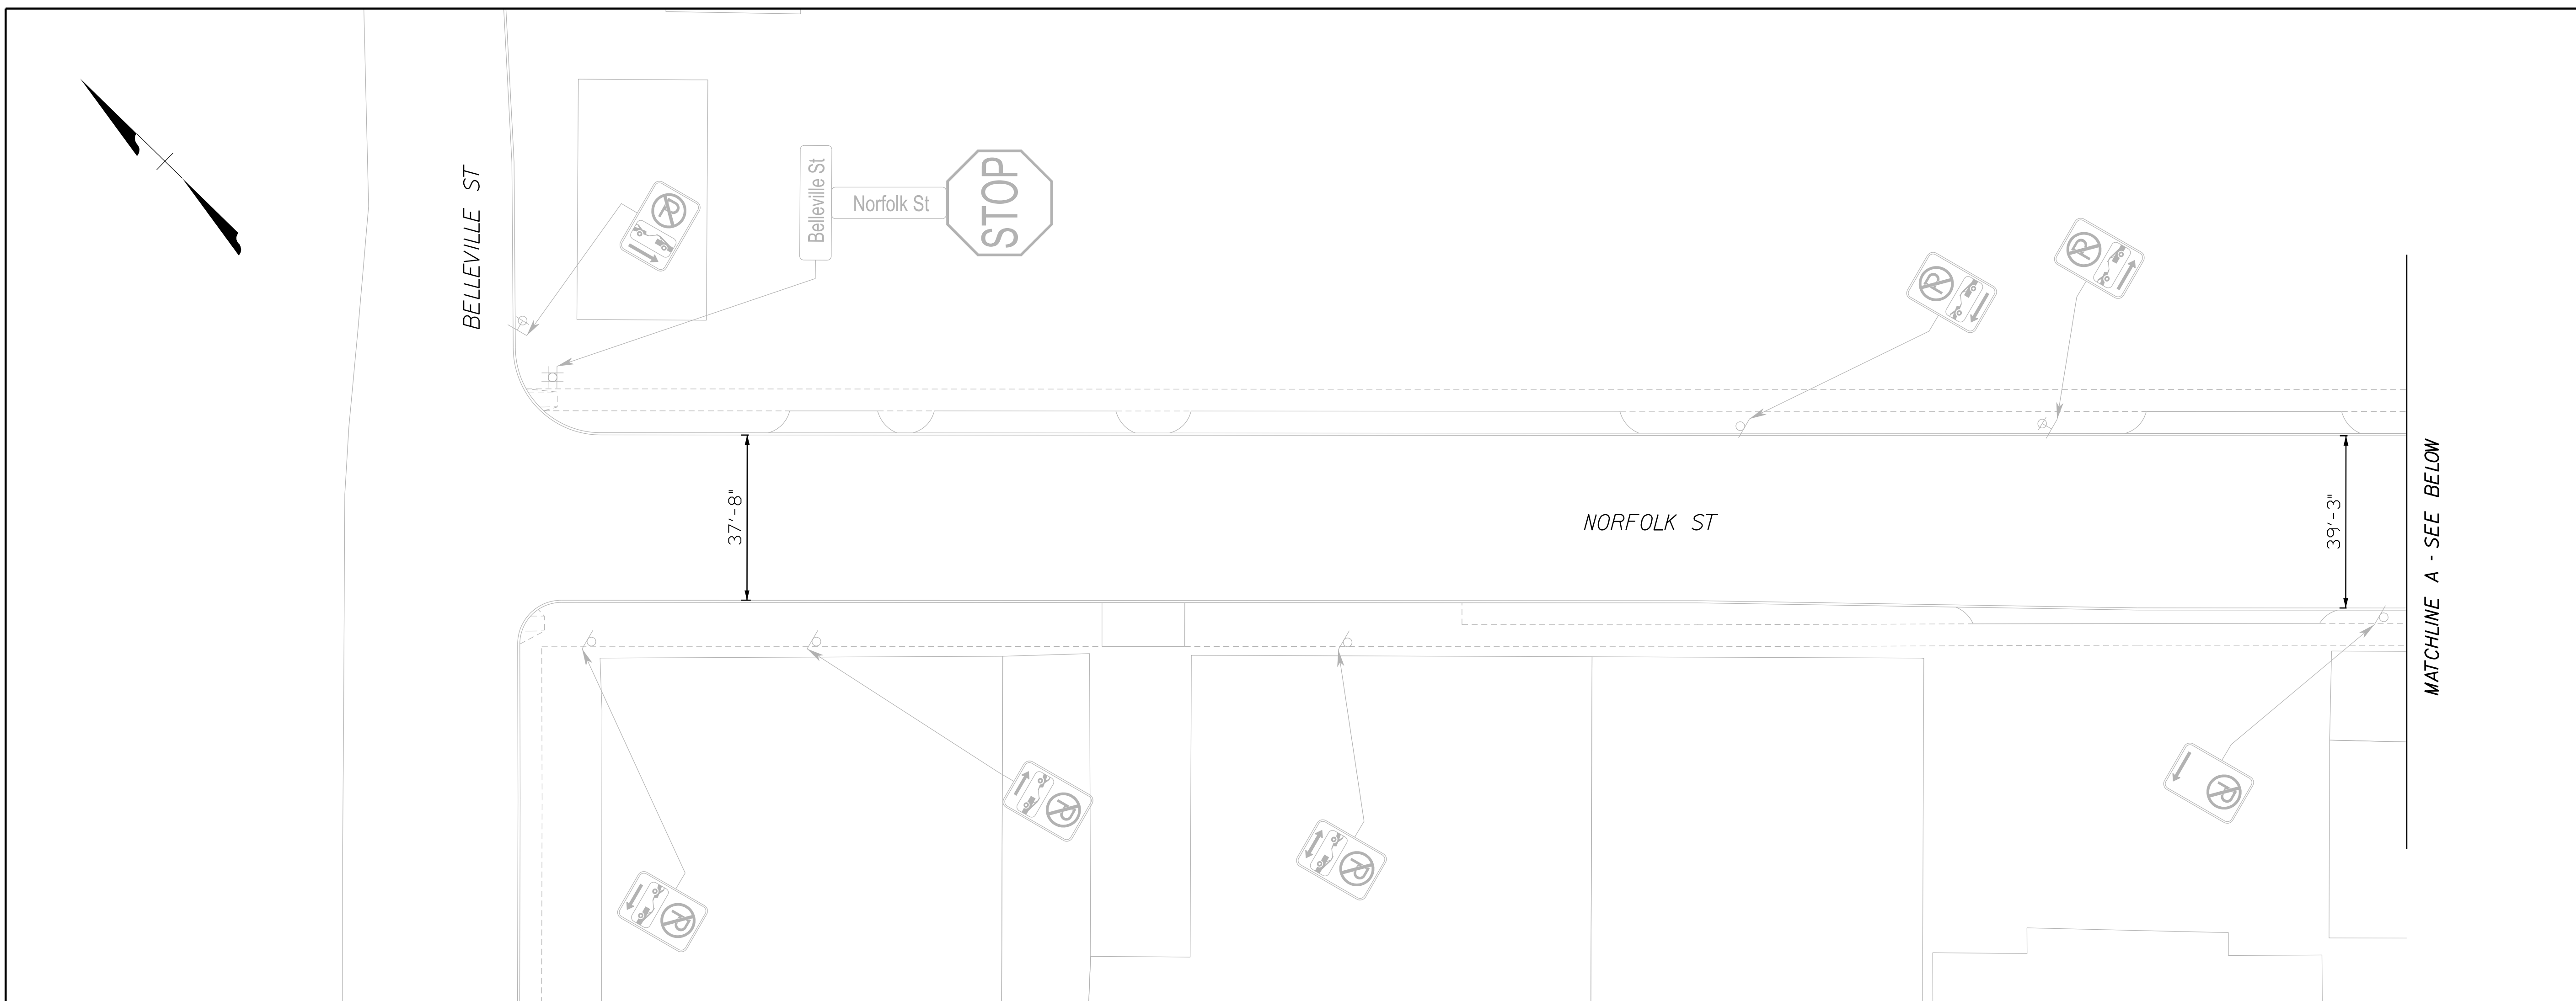 BELLEVILLE ST
P
Belleville St
Norfolk St
STOP
P
P
37'-8"
NORFOLK ST
39'-3"
MATCHLINE A - SEE BELOW
P
P
P
P